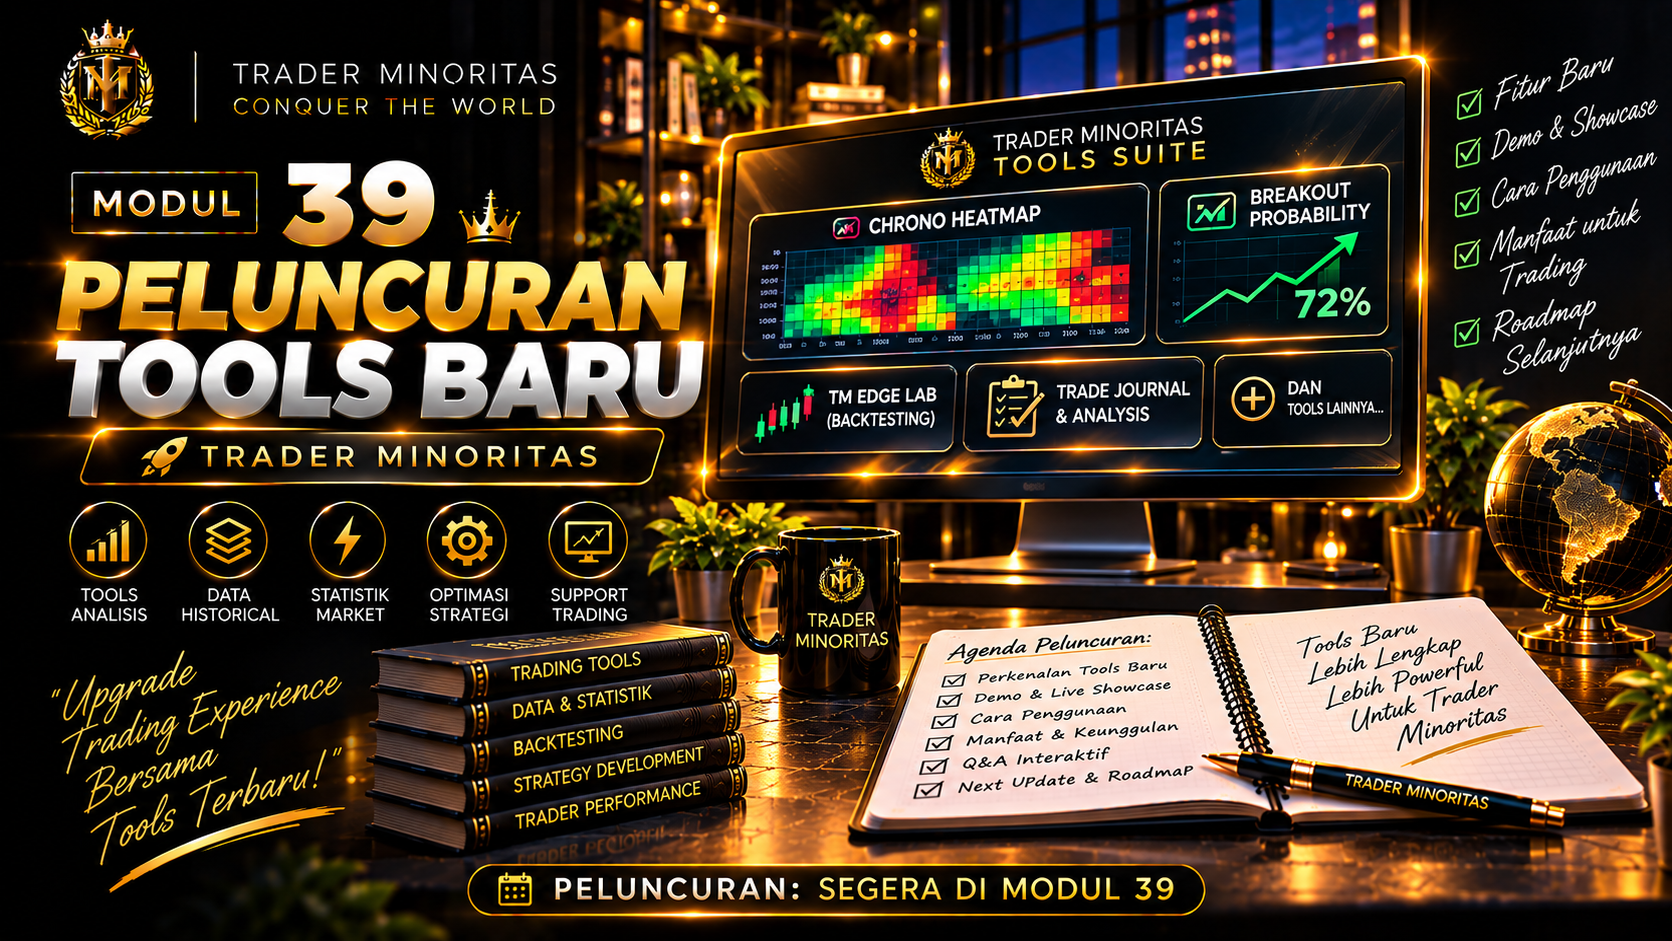 TRADER MINORITAS
CONQUER THE WORLD
MODUL 39
PELUNCURAN
TOOLS BARU
TRADER MINORITAS
TOOLS
ANALISIS
DATA
HISTORICAL
STATISTIK
MARKET
OPTIMASI
STRATEGI
SUPPORT
TRADING
"Upgrade
Trading Experience
Bersama
Tools Terbaru!"
TRADING TOOLS
DATA & STATISTIK
BACKTESTING
STRATEGY DEVELOPMENT
TRADER PERFORMANCE
TRADER
MINORITAS
TRADER MINORITAS
TOOLS SUITE
CHRONO HEATMAP
BREAKOUT
PROBABILITY
72%
TM EDGE LAB
(BACKTESTING)
TRADE JOURNAL
& ANALYSIS
DAN
TOOLS LAINNYA...
Fitur Baru
Demo & Showcase
Cara Penggunaan
Manfaat untuk
Trading
Roadmap
Selanjutnya
Agenda Peluncuran:
Perkenalan Tools Baru
Demo & Live Showcase
Cara Penggunaan
Manfaat & Keunggulan
Q&A Interaktif
Next UPdate & Roadmap
Tools Baru
Lebih Lengkap
Lebih Powerful
Untuk Trader
Minoritas
TRADER MINORITAS
PELUNCURAN: SEGERA DI MODUL 39